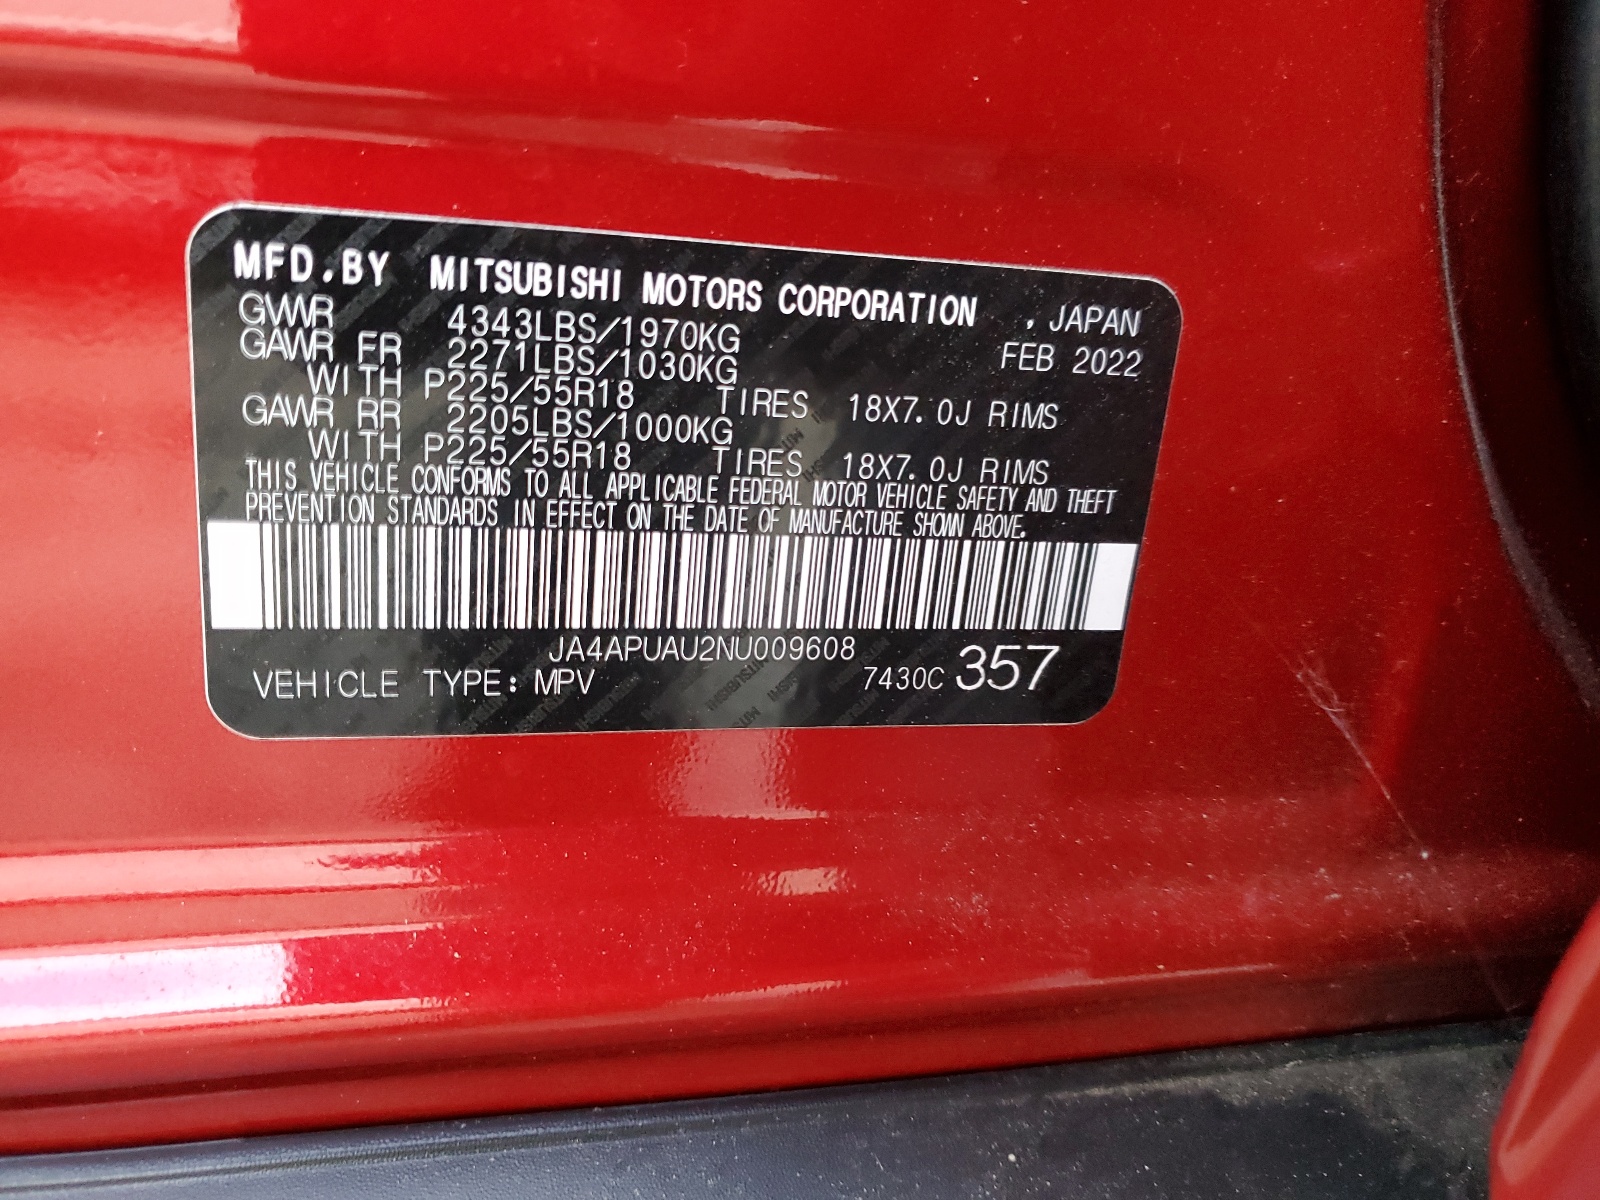 MFD.BY MITSUBISHI MOTORS CORPORATION , JAPAN
GVWR 4343LBS/1970KG FEB 2022
GAWR FR 2271LBS/1030KG
WITH P225/55R18 TIRES 18X7.0J RIMS
GAWR RR 2205LBS/1000KG
WITH P225/55R18 TIRES 18X7.0J RIMS
THIS VEHICLE CONFORMS TO ALL APPLICABLE FEDERAL MOTOR VEHICLE SAFETY AND THEFT
PREVENTION STANDARDS IN EFFECT ON THE DATE OF MANUFACTURE SHOWN ABOVE.
JA4APUAU2NU009608
VEHICLE TYPE: MPV 7430C 357